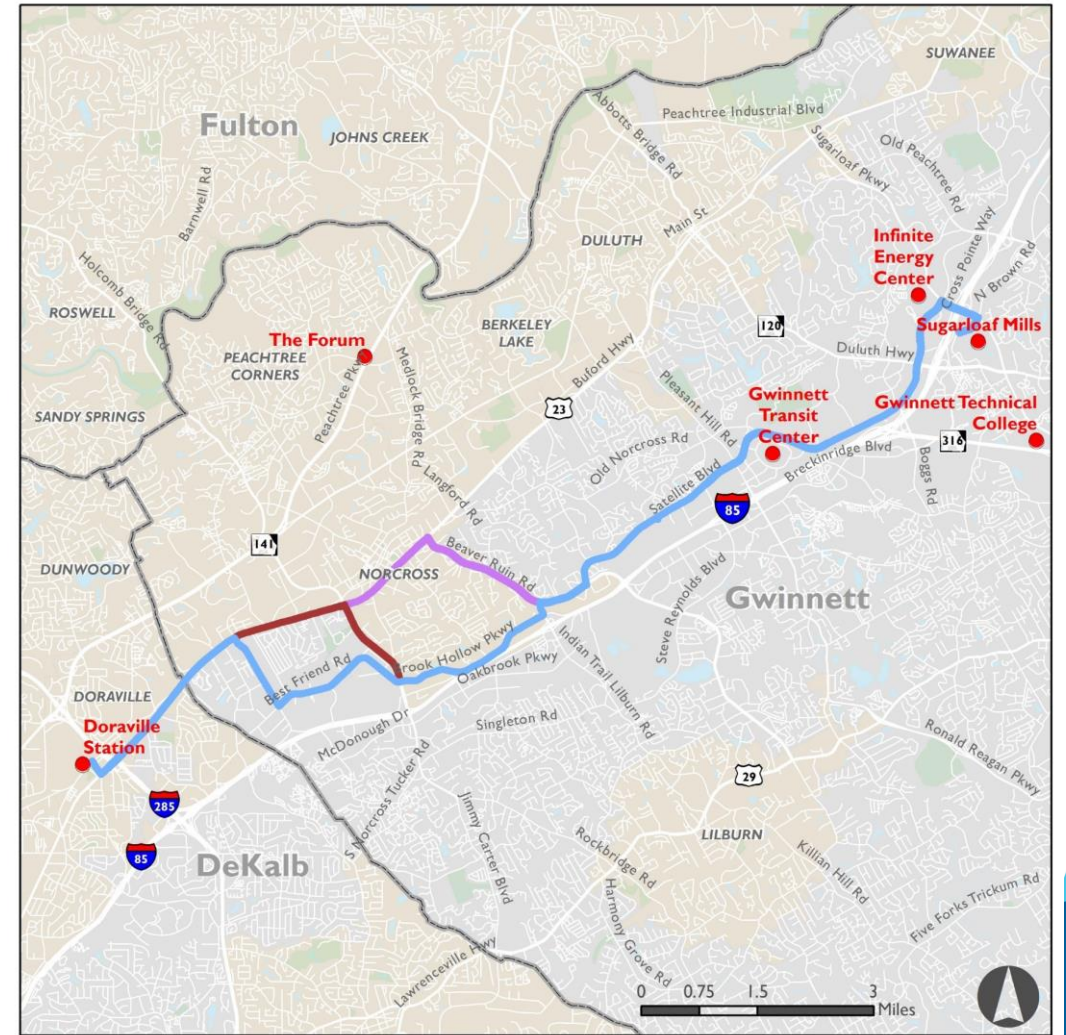 SUWANEE
Abbotts Bridge Rd
Peachtree Industrial Blvd
Fulton
JOHNS CREEK
Sugarloaf Pkwy
Old Peachtree Rd
Barnwell Rd
Main St
Cross Pointe Way
DULUTH
Infinite
Energy
Center
N Brown Rd
Holcomb Bridge Rd
ROSWELL
BERKELEY
LAKE
120
Sugarloaf Mills
The Forum
PEACHTREE
CORNERS
Duluth Hwy
Buford Hwy
Medlock Bridge Rd
Peachtree Pkwy
Pleasant Hill Rd
SANDY SPRINGS
23
Gwinnett
Transit
Center
Gwinnett Technical
College
Old Norcross Rd
316
Breckinridge Blvd
Boggs Rd
Langford Rd
Satellite Blvd
85
141
Beaver Ruin Rd
DUNWOODY
NORCROSS
Steve Reynolds Blvd
Gwinnett
Brook Hollow Pkwy
Indian Trail Lilburn Rd
Best Friend Rd
Oakbrook Pkwy
DORAVILLE
Doraville
Station
McDonough Dr
Singleton Rd
Ronald Reagan Pkwy
S Norcross Tucker Rd
29
285
Jimmy Carter Blvd
LILBURN
85
Rockbridge Rd
Killian Hill Rd
DeKalb
Five Forks Trickum Rd
Harmony Grove Rd
Lawrenceville Hwy
0 0.75 1.5 3
Miles